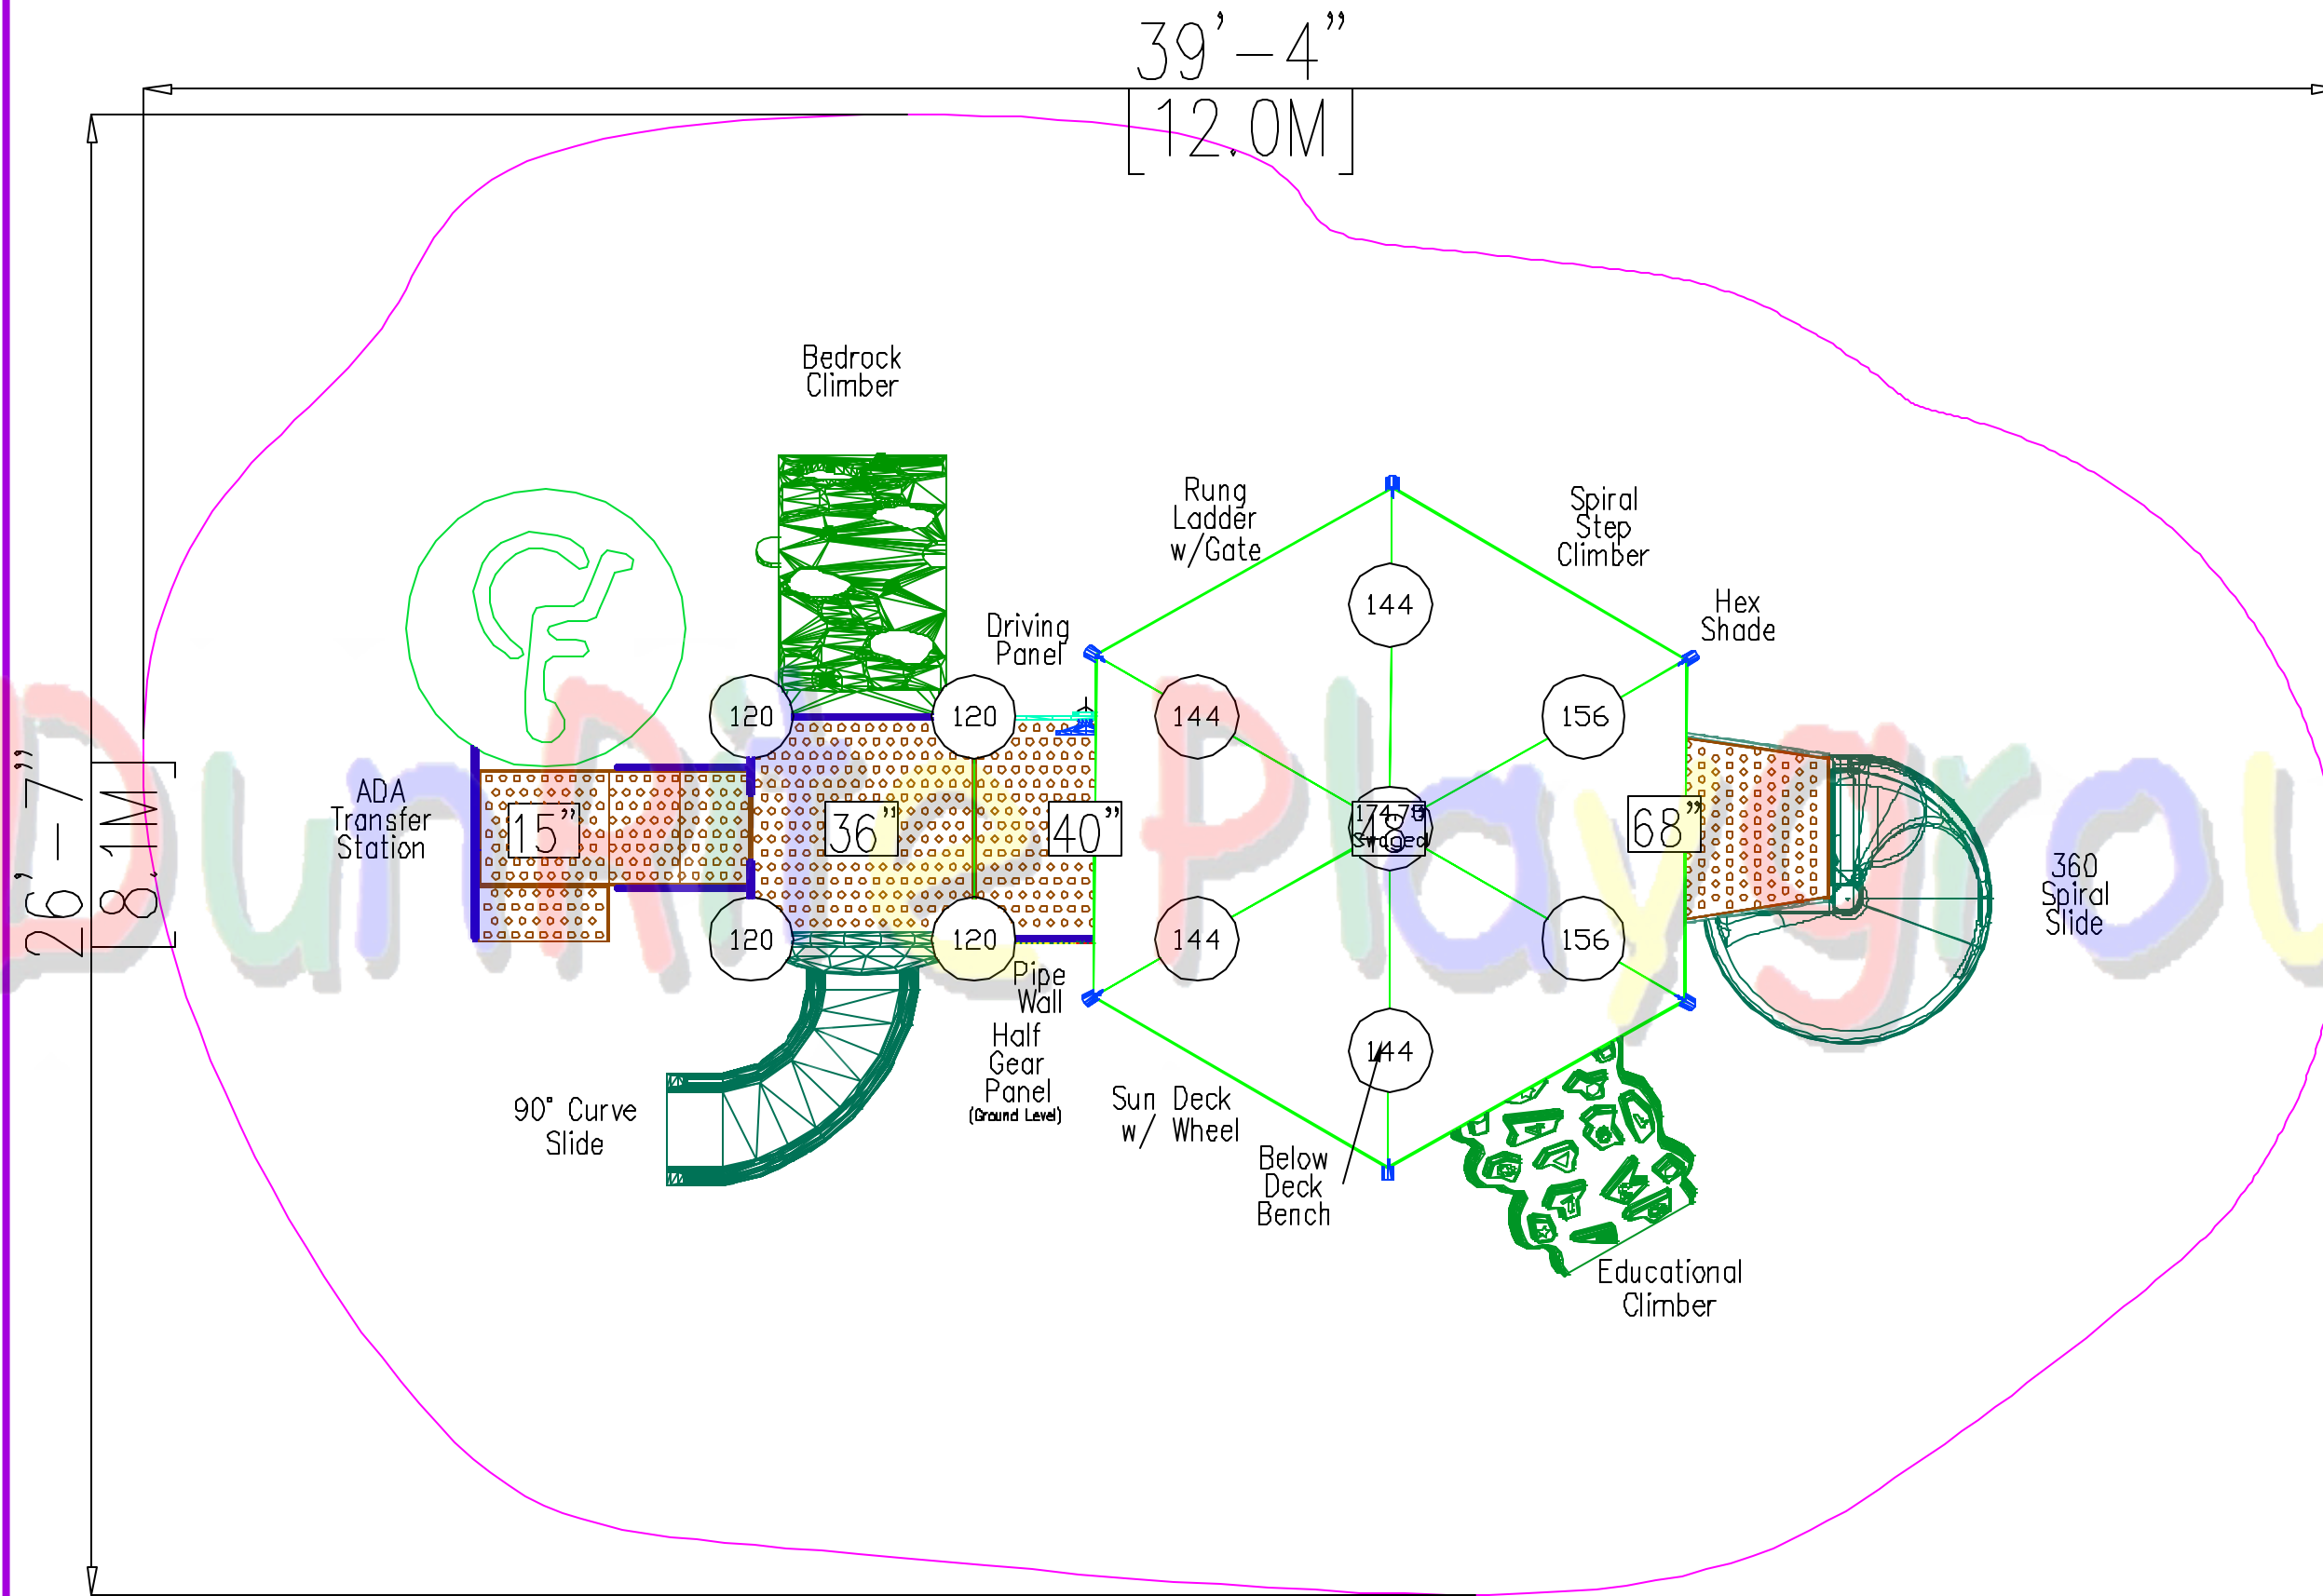 39'-4"
[12.0M]
26'-7"
8.1M
Bedrock
Climber
Rung
Ladder
w/Gate
Spiral
Step
Climber
Hex
Shade
Driving
Panel
144
120
120
144
156
ADA
Transfer
Station
15"
36"
40"
48
68"
360
Spiral
Slide
120
120
144
156
Pipe
Wall
Half
Gear
Panel
(Ground Level)
144
90° Curve
Slide
Sun Deck
w/ Wheel
Below
Deck
Bench
Educational
Climber